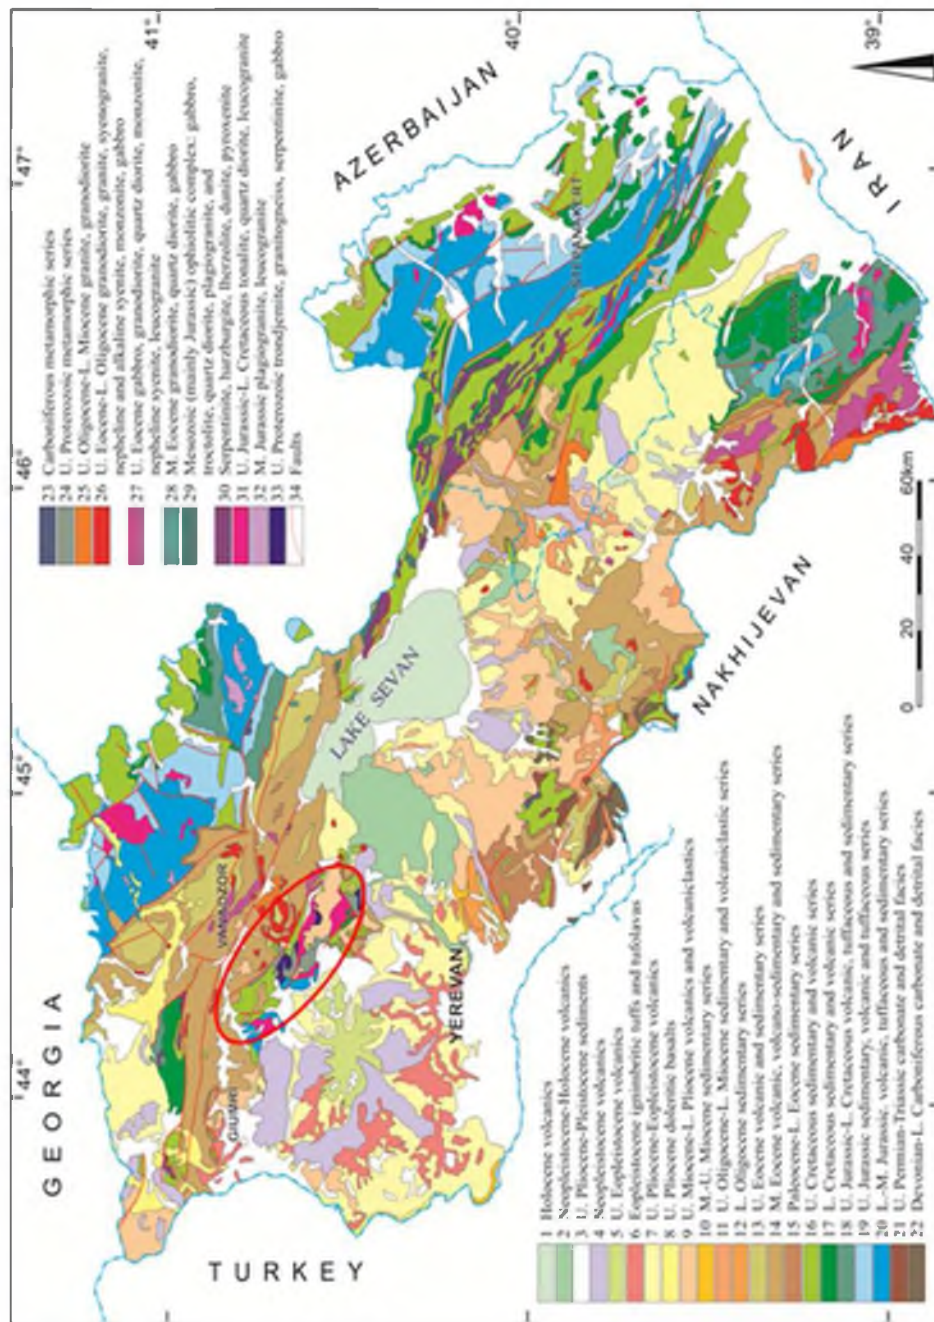 41°
40°
39°
47°
46°
45°
44°
GEORGIA
AZERBAIJAN
IRAN
NAKHIJEVAN
TURKEY
VANADZOR
GIUMRI
YEREVAN
LAKE SEVAN
STEPANAKERT
0 20 40 60km
1 Holocene volcanics
2 Neopleistocene-Holocene volcanics
3 U. Pliocene-Pleistocene sediments
4 Neopleistocene volcanics
5 U. Eopleistocene volcanics
6 Eopleistocene ignimbrite tuffs and tufolavas
7 U. Pliocene-Eopleistocene volcanics
8 U. Pliocene doleritic basalts
9 U. Miocene-L. Pliocene volcanics and volcaniclastics
10 M.-U. Miocene sedimentary series
11 U. Oligocene-L. Miocene sedimentary and volcaniclastic series
12 L. Oligocene sedimentary series
13 U. Eocene volcanic and sedimentary series
14 M. Eocene volcanic, volcano-sedimentary and sedimentary series
15 Paleocene-L. Eocene sedimentary series
16 U. Cretaceous sedimentary and volcanic series
17 L. Cretaceous sedimentary and volcanic series
18 U. Jurassic-L. Cretaceous volcanic, tuffaceous and sedimentary series
19 U. Jurassic sedimentary, volcanic and tuffaceous series
20 L.-M. Jurassic, volcanic, tuffaceous and sedimentary series
21 U. Permian-Triassic carbonate and detrital facies
22 Devonian-L. Carboniferous carbonate and detrital facies
23 Carboniferous metamorphic series
24 U. Proterozoic metamorphic series
25 U. Oligocene-L. Miocene granite, granodiorite
26 U. Eocene-L. Oligocene granodiorite, granite, syenogranite,
nepheline and alkaline syenite, monzonite, gabbro
27 U. Eocene gabbro, granodiorite, quartz diorite, monzonite,
nepheline syenite, leucogranite
28 M. Eocene granodiorite, quartz diorite, gabbro
29 Mesozoic (mainly Jurassic) ophiolitic complex: gabbro,
troctolite, quartz diorite, plagiogranite, and
30 Serpentinite, harzburgite, lherzolite, dunite, pyroxenite
31 U. Jurassic-L. Cretaceous tonalite, quartz diorite, leucogranite
32 M. Jurassic plagiogranite, leucogranite
33 U. Proterozoic trondjemite, granitogneiss, serpentinite, gabbro
34 Faults